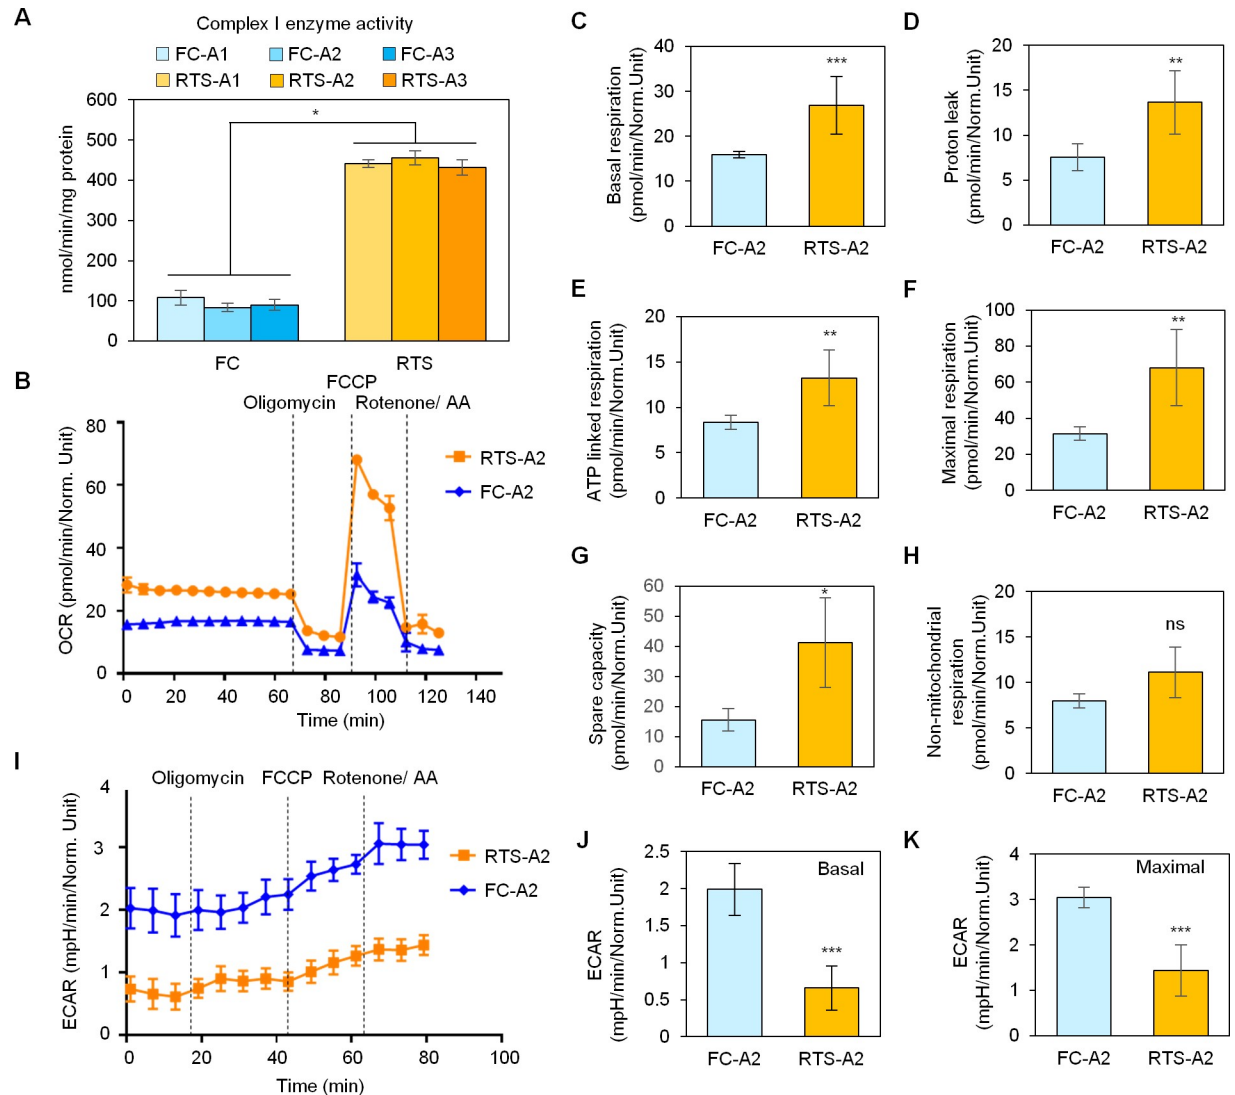 A
Complex I enzyme activity
FC-A1 FC-A2 FC-A3
RTS-A1 RTS-A2 RTS-A3
nmol/min/mg protein
600
500
400
300
200
100
0
*
FC RTS
B
FCCP
Oligomycin Rotenone/ AA
OCR (pmol/min/Norm. Unit)
80
60
40
20
0
RTS-A2
FC-A2
0 20 40 60 80 100 120 140
Time (min)
C
Basal respiration
(pmol/min/Norm.Unit)
40
30
20
10
0
***
FC-A2 RTS-A2
D
Proton leak
(pmol/min/Norm.Unit)
20
15
10
5
0
**
FC-A2 RTS-A2
E
ATP linked respiration
(pmol/min/Norm.Unit)
20
15
10
5
0
**
FC-A2 RTS-A2
F
Maximal respiration
(pmol/min/Norm.Unit)
100
80
60
40
20
0
**
FC-A2 RTS-A2
G
Spare capacity
(pmol/min/Norm.Unit)
60
50
40
30
20
10
0
*
FC-A2 RTS-A2
H
Non-mitochondrial
respiration
(pmol/min/Norm.Unit)
20
15
10
5
0
ns
FC-A2 RTS-A2
I
Oligomycin FCCP Rotenone/ AA
ECAR (mpH/min/Norm. Unit)
4
3
2
1
0
RTS-A2
FC-A2
0 20 40 60 80 100
Time (min)
J
ECAR
(mpH/min/Norm.Unit)
2.5
2
1.5
1
0.5
0
Basal
***
FC-A2 RTS-A2
K
ECAR
(mpH/min/Norm.Unit)
4
3
2
1
0
Maximal
***
FC-A2 RTS-A2